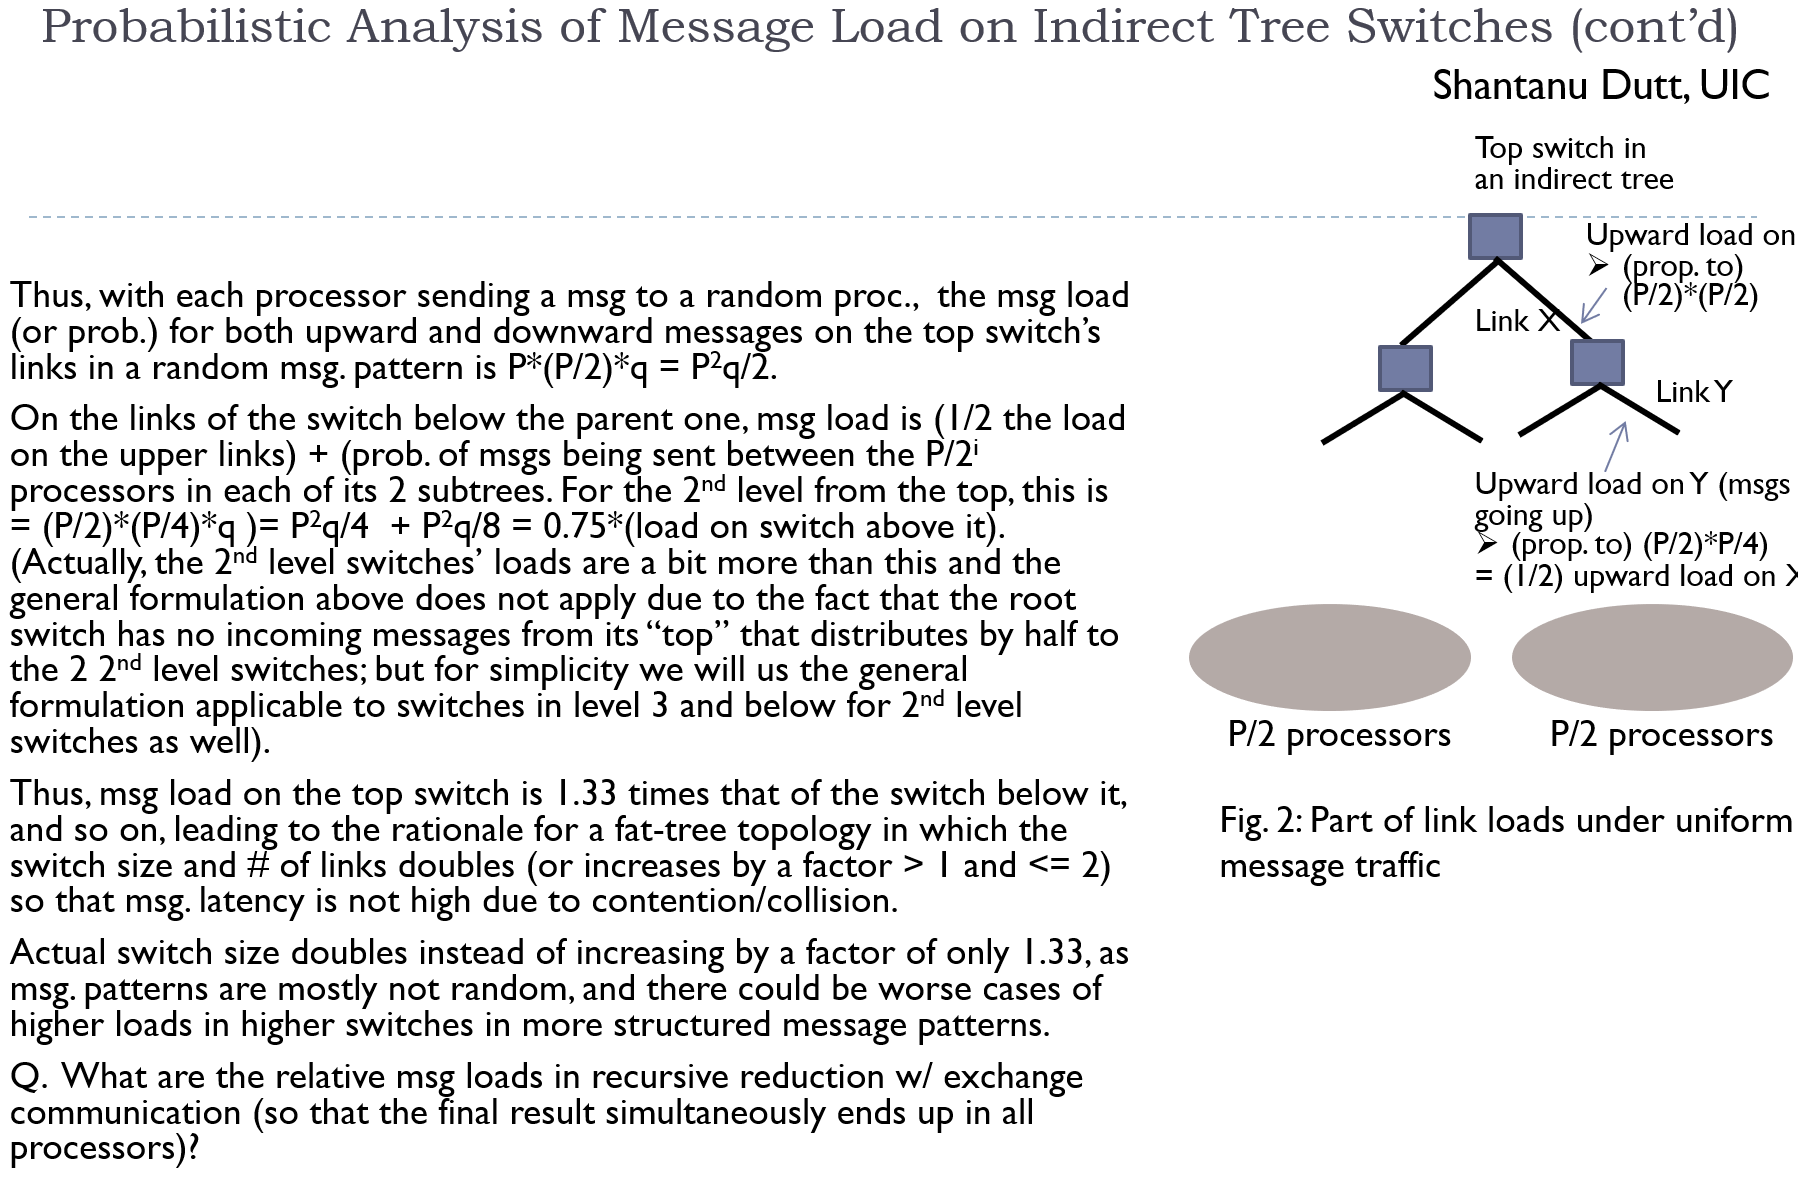 Probabilistic Analysis of Message Load on Indirect Tree Switches (cont’d)
Shantanu Dutt, UIC
Top switch in
an indirect tree
Upward load on
➢ (prop. to)
(P/2)*(P/2)
Link X
Link Y
Upward load on Y (msgs
going up)
➢ (prop. to) (P/2)*P/4)
= (1/2) upward load on X
P/2 processors
P/2 processors
Fig. 2: Part of link loads under uniform
message traffic
Thus, with each processor sending a msg to a random proc., the msg load
(or prob.) for both upward and downward messages on the top switch’s
links in a random msg. pattern is P*(P/2)*q = P²q/2.
On the links of the switch below the parent one, msg load is (1/2 the load
on the upper links) + (prob. of msgs being sent between the P/2ⁱ
processors in each of its 2 subtrees. For the 2ⁿᵈ level from the top, this is
= (P/2)*(P/4)*q )= P²q/4 + P²q/8 = 0.75*(load on switch above it).
(Actually, the 2ⁿᵈ level switches’ loads are a bit more than this and the
general formulation above does not apply due to the fact that the root
switch has no incoming messages from its “top” that distributes by half to
the 2 2ⁿᵈ level switches; but for simplicity we will us the general
formulation applicable to switches in level 3 and below for 2ⁿᵈ level
switches as well).
Thus, msg load on the top switch is 1.33 times that of the switch below it,
and so on, leading to the rationale for a fat-tree topology in which the
switch size and # of links doubles (or increases by a factor > 1 and <= 2)
so that msg. latency is not high due to contention/collision.
Actual switch size doubles instead of increasing by a factor of only 1.33, as
msg. patterns are mostly not random, and there could be worse cases of
higher loads in higher switches in more structured message patterns.
Q. What are the relative msg loads in recursive reduction w/ exchange
communication (so that the final result simultaneously ends up in all
processors)?